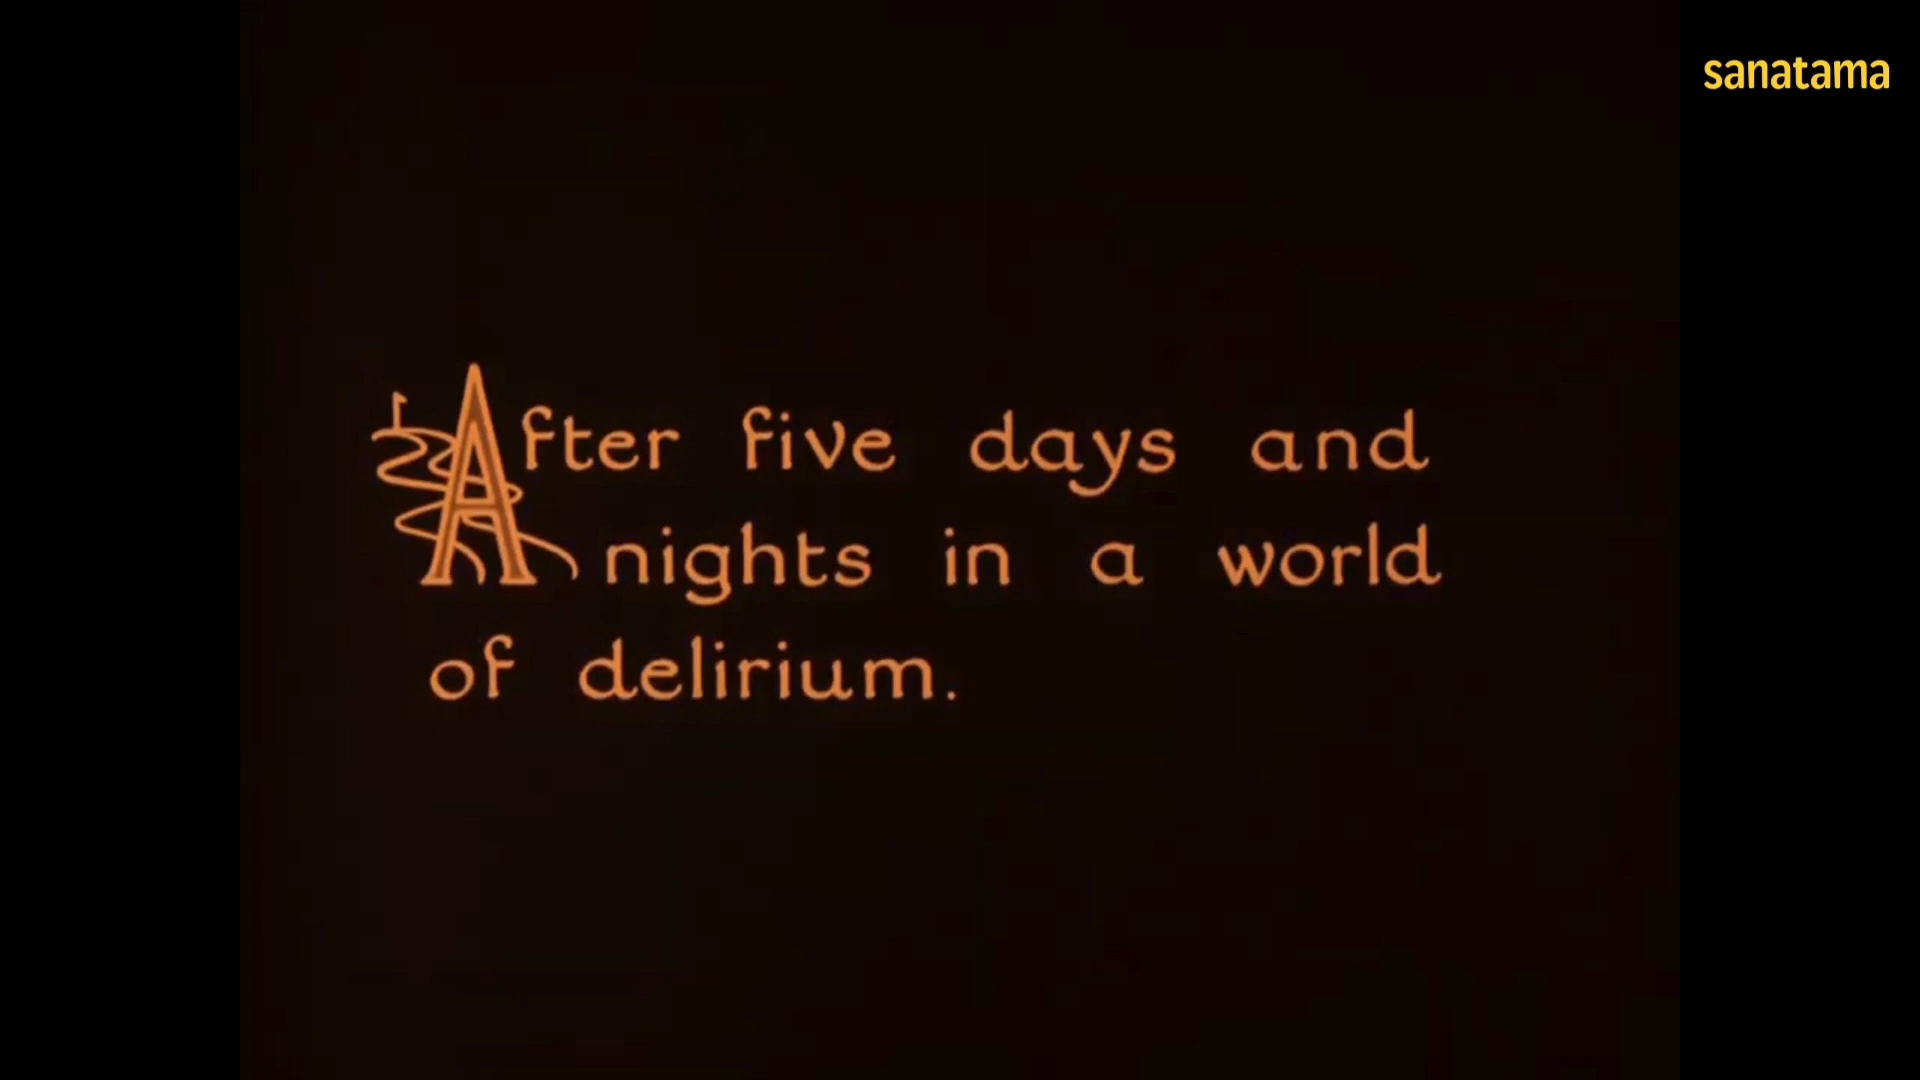 sanatama
After five days and
nights in a world
of delirium.